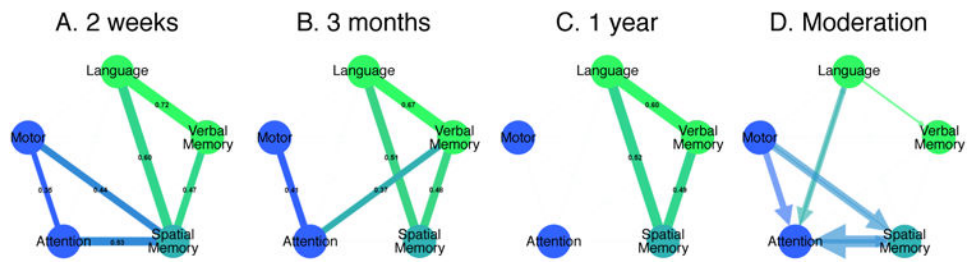 A. 2 weeks
B. 3 months
C. 1 year
D. Moderation
Language
0.72
Motor
Verbal
Memory
0.60
0.35
0.44
0.47
Attention
0.53
Spatial
Memory
Language
0.67
Motor
Verbal
Memory
0.51
0.41
0.37
0.46
Attention
Spatial
Memory
Language
0.60
Motor
Verbal
Memory
0.52
0.49
Attention
Spatial
Memory
Language
Motor
Verbal
Memory
Attention
Spatial
Memory